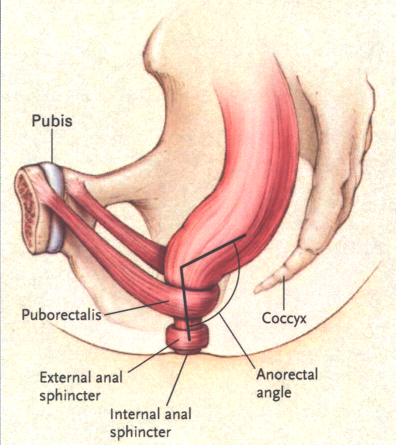 Pubis
Puborectalis
Coccyx
External anal
sphincter
Anorectal
angle
Internal anal
sphincter